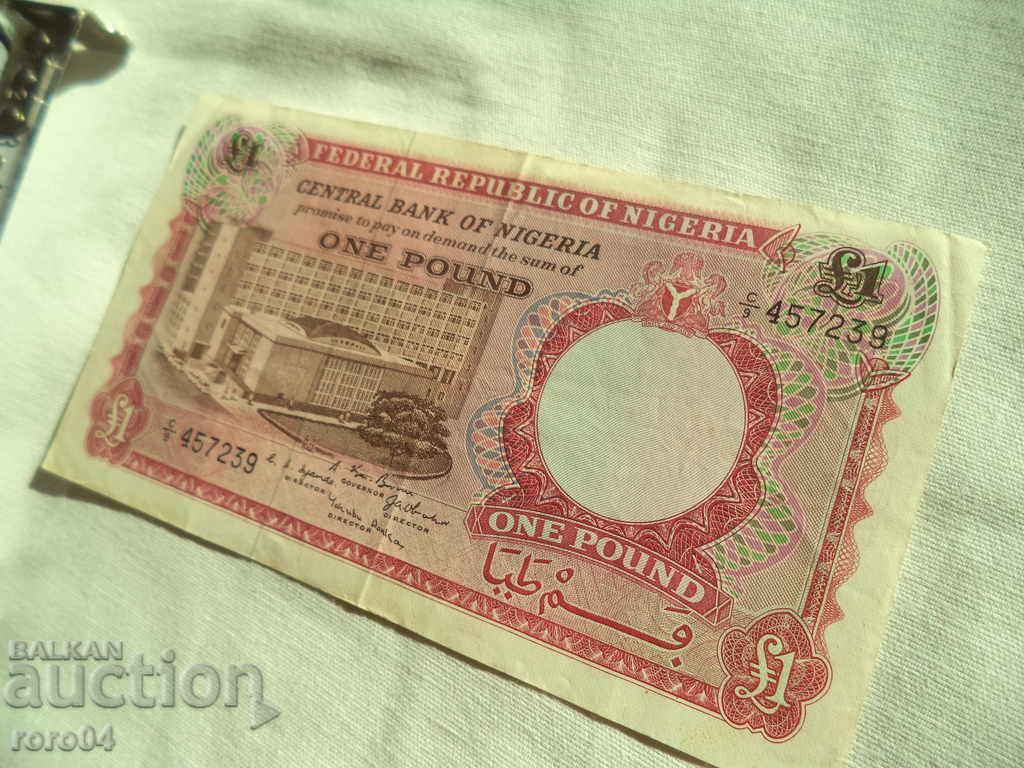 £1
FEDERAL REPUBLIC OF NIGERIA
CENTRAL BANK OF NIGERIA
promise to pay on demand the sum of
ONE POUND
£1
C/9 457239
C/9 457239
GOVERNOR
DIRECTOR
DIRECTOR
DIRECTOR
£1
ONE POUND
£1
BALKAN
auction
roro04